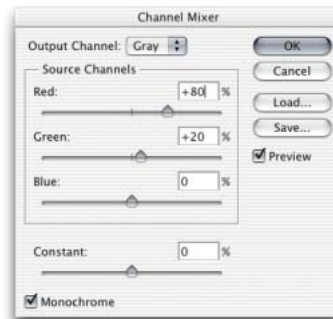 Channel Mixer
Output Channel: Gray
OK
Source Channels
Cancel
Red: +80 %
Load...
Green: +20 %
Save...
Preview
Blue: 0 %
Constant: 0 %
Monochrome